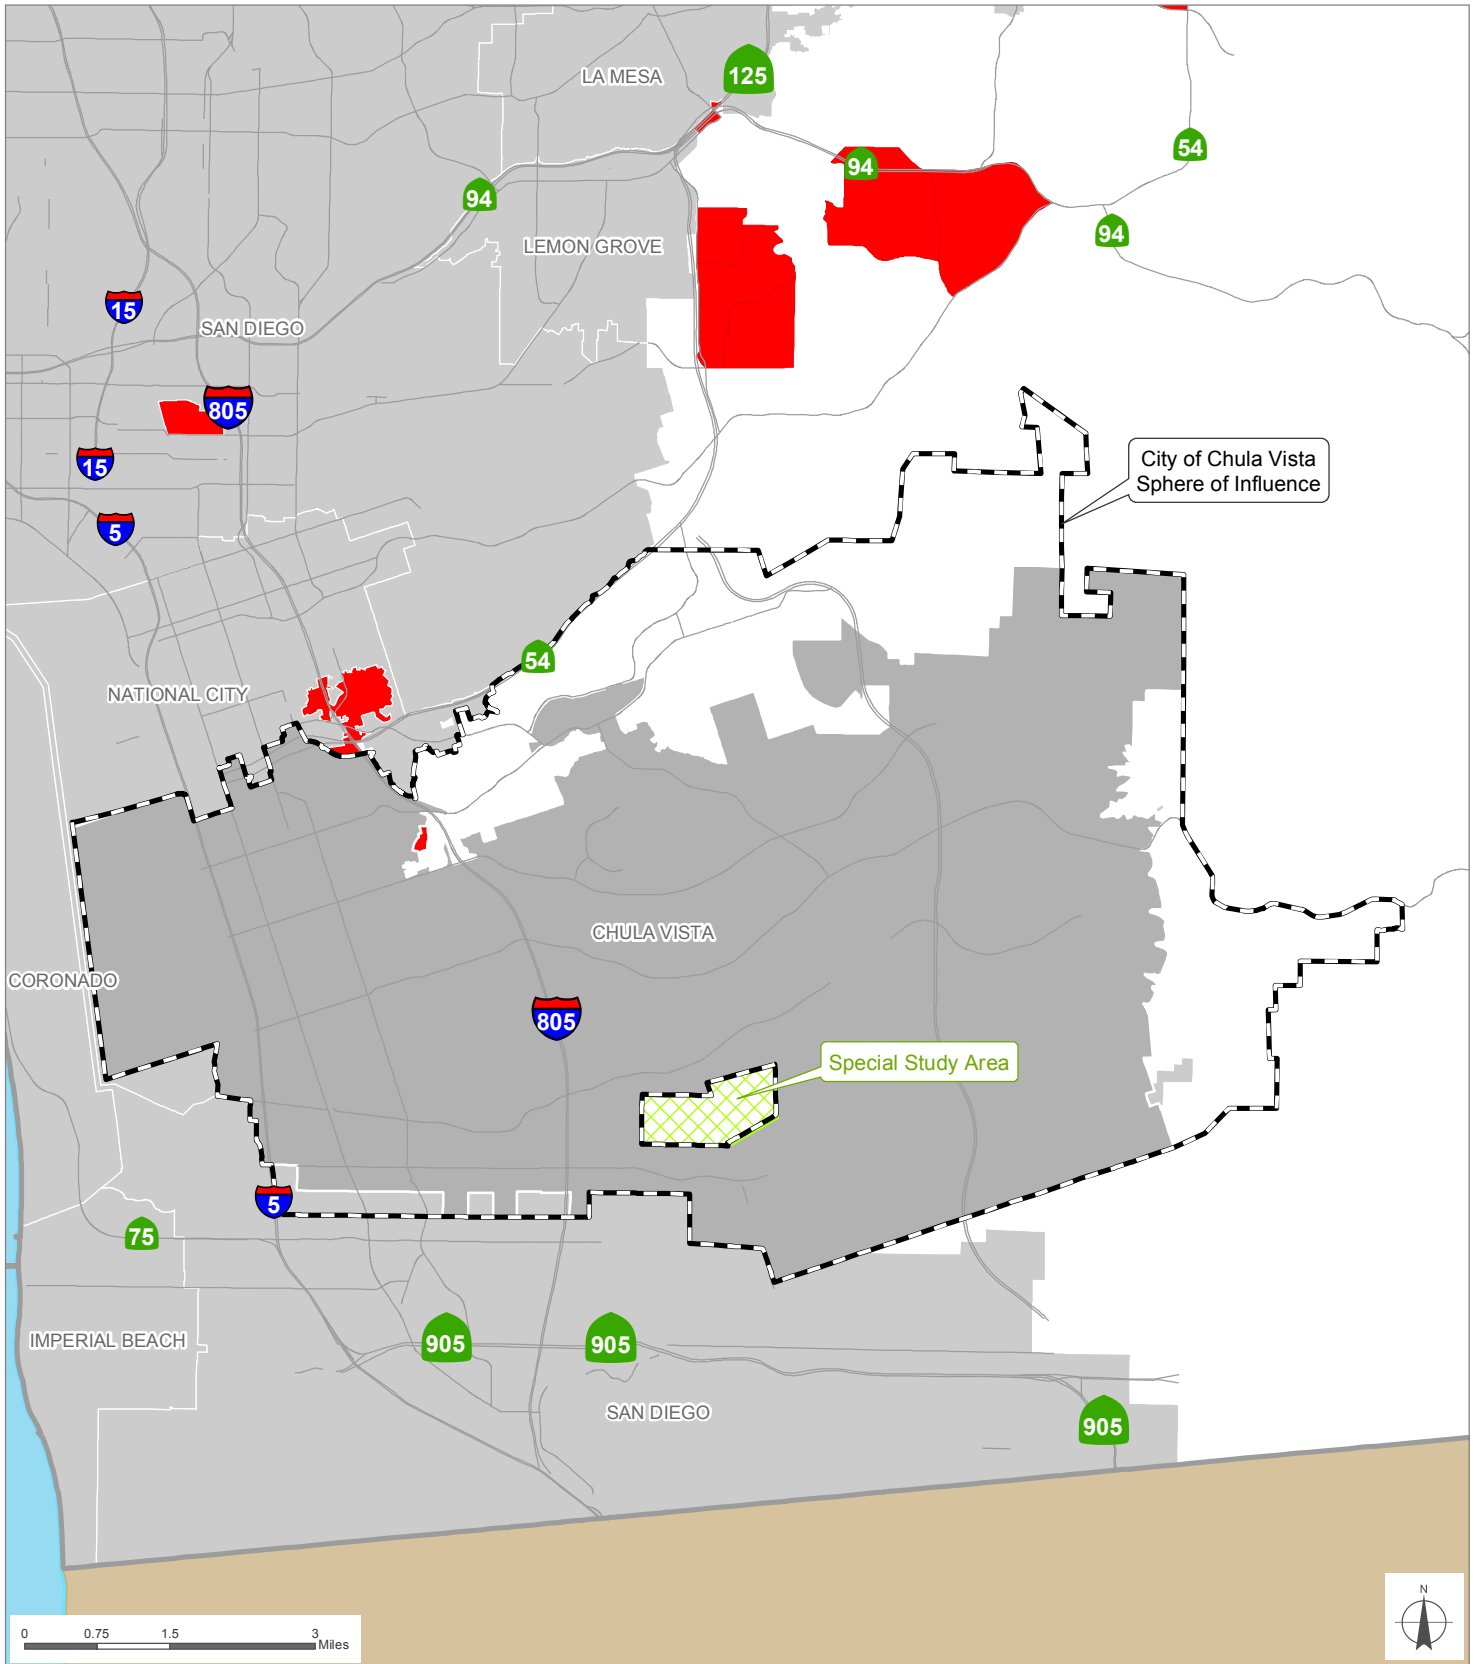 LA MESA
125
54
94
94
94
LEMON GROVE
15
SAN DIEGO
805
City of Chula Vista
Sphere of Influence
15
5
54
NATIONAL CITY
CHULA VISTA
CORONADO
805
Special Study Area
5
75
IMPERIAL BEACH
905
905
SAN DIEGO
905
N
0 0.75 1.5 3
Miles